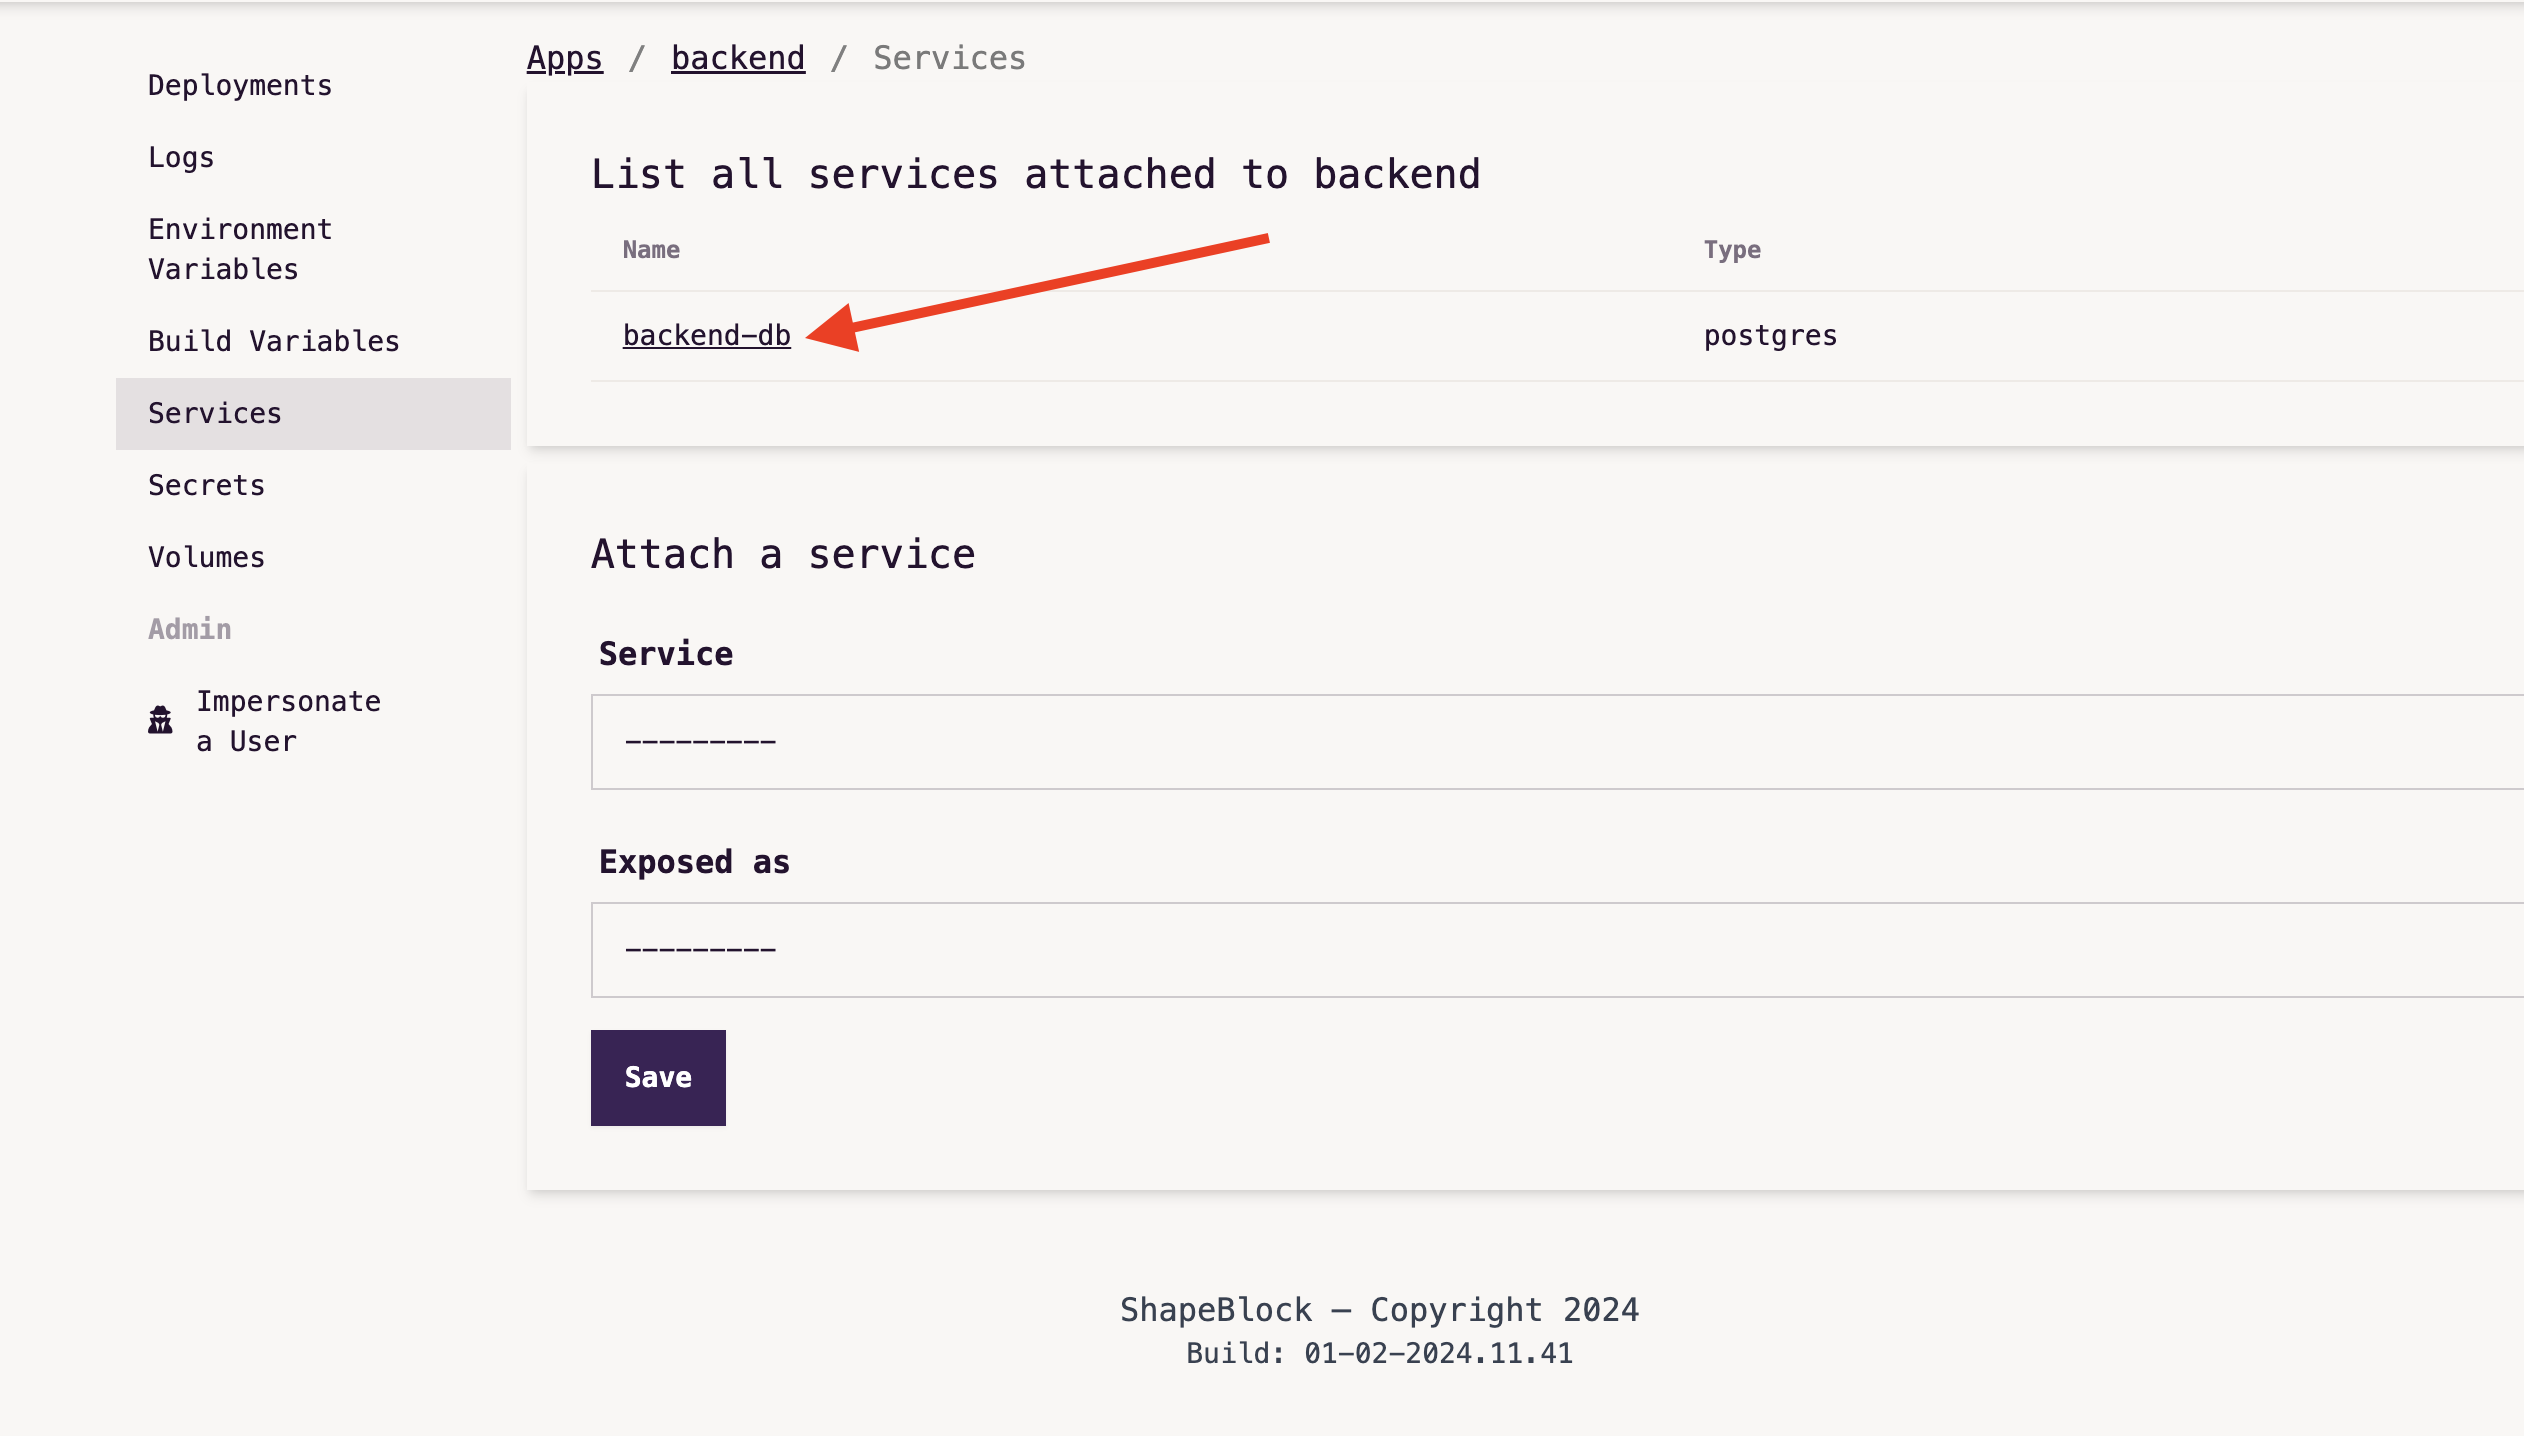 Apps / backend / Services
Deployments
Logs
Environment
Variables
Build Variables
Services
Secrets
Volumes
Admin
Impersonate
a User
List all services attached to backend
Name Type
backend-db postgres
Attach a service
Service
---------
Exposed as
---------
Save
ShapeBlock – Copyright 2024
Build: 01-02-2024.11.41